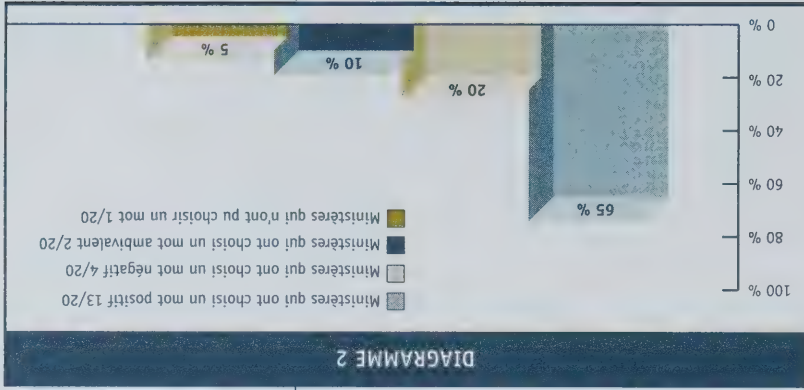 DIAGRAMME 2
100 %
80 %
60 %
40 %
20 %
0 %
Ministères qui ont choisi un mot positif 13/20
Ministères qui ont choisi un mot négatif 4/20
Ministères qui ont choisi un mot ambivalent 2/20
Ministères qui n'ont pu choisir un mot 1/20
65 %
20 %
10 %
5 %